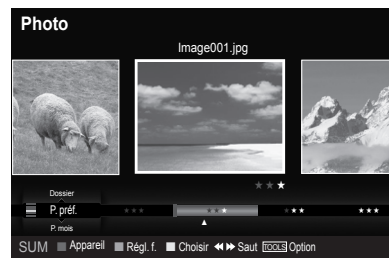 Photo
Image001.jpg
Dossier
P. préf.
P. mois
SUM Appareil Régl. f. Choisir Saut TOOLS Option